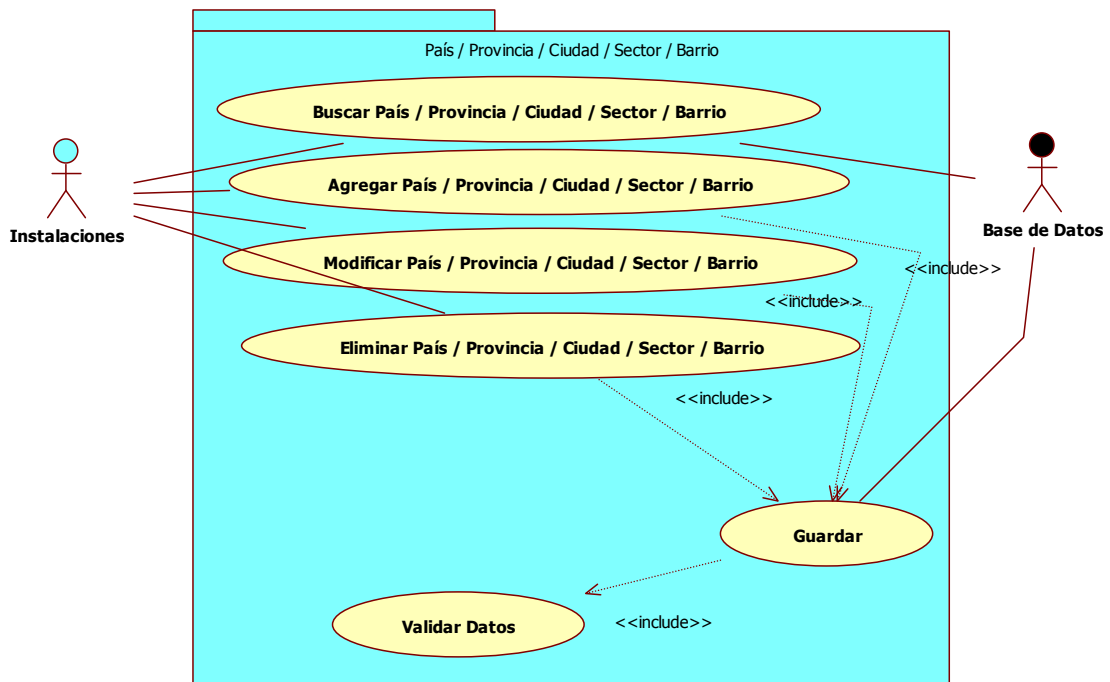 País / Provincia / Ciudad / Sector / Barrio
Buscar País / Provincia / Ciudad / Sector / Barrio
Agregar País / Provincia / Ciudad / Sector / Barrio
Instalaciones
Base de Datos
Modificar País / Provincia / Ciudad / Sector / Barrio
<<include>>
<<include>>
Eliminar País / Provincia / Ciudad / Sector / Barrio
<<include>>
Guardar
Validar Datos
<<include>>